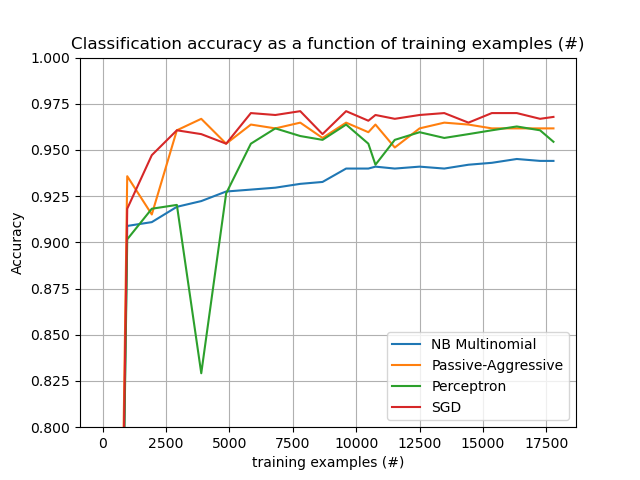 Classification accuracy as a function of training examples (#)
1.000
0.975
0.950
0.925
0.900
0.875
0.850
0.825
0.800
Accuracy
NB Multinomial
Passive-Aggressive
Perceptron
SGD
0 2500 5000 7500 10000 12500 15000 17500
training examples (#)